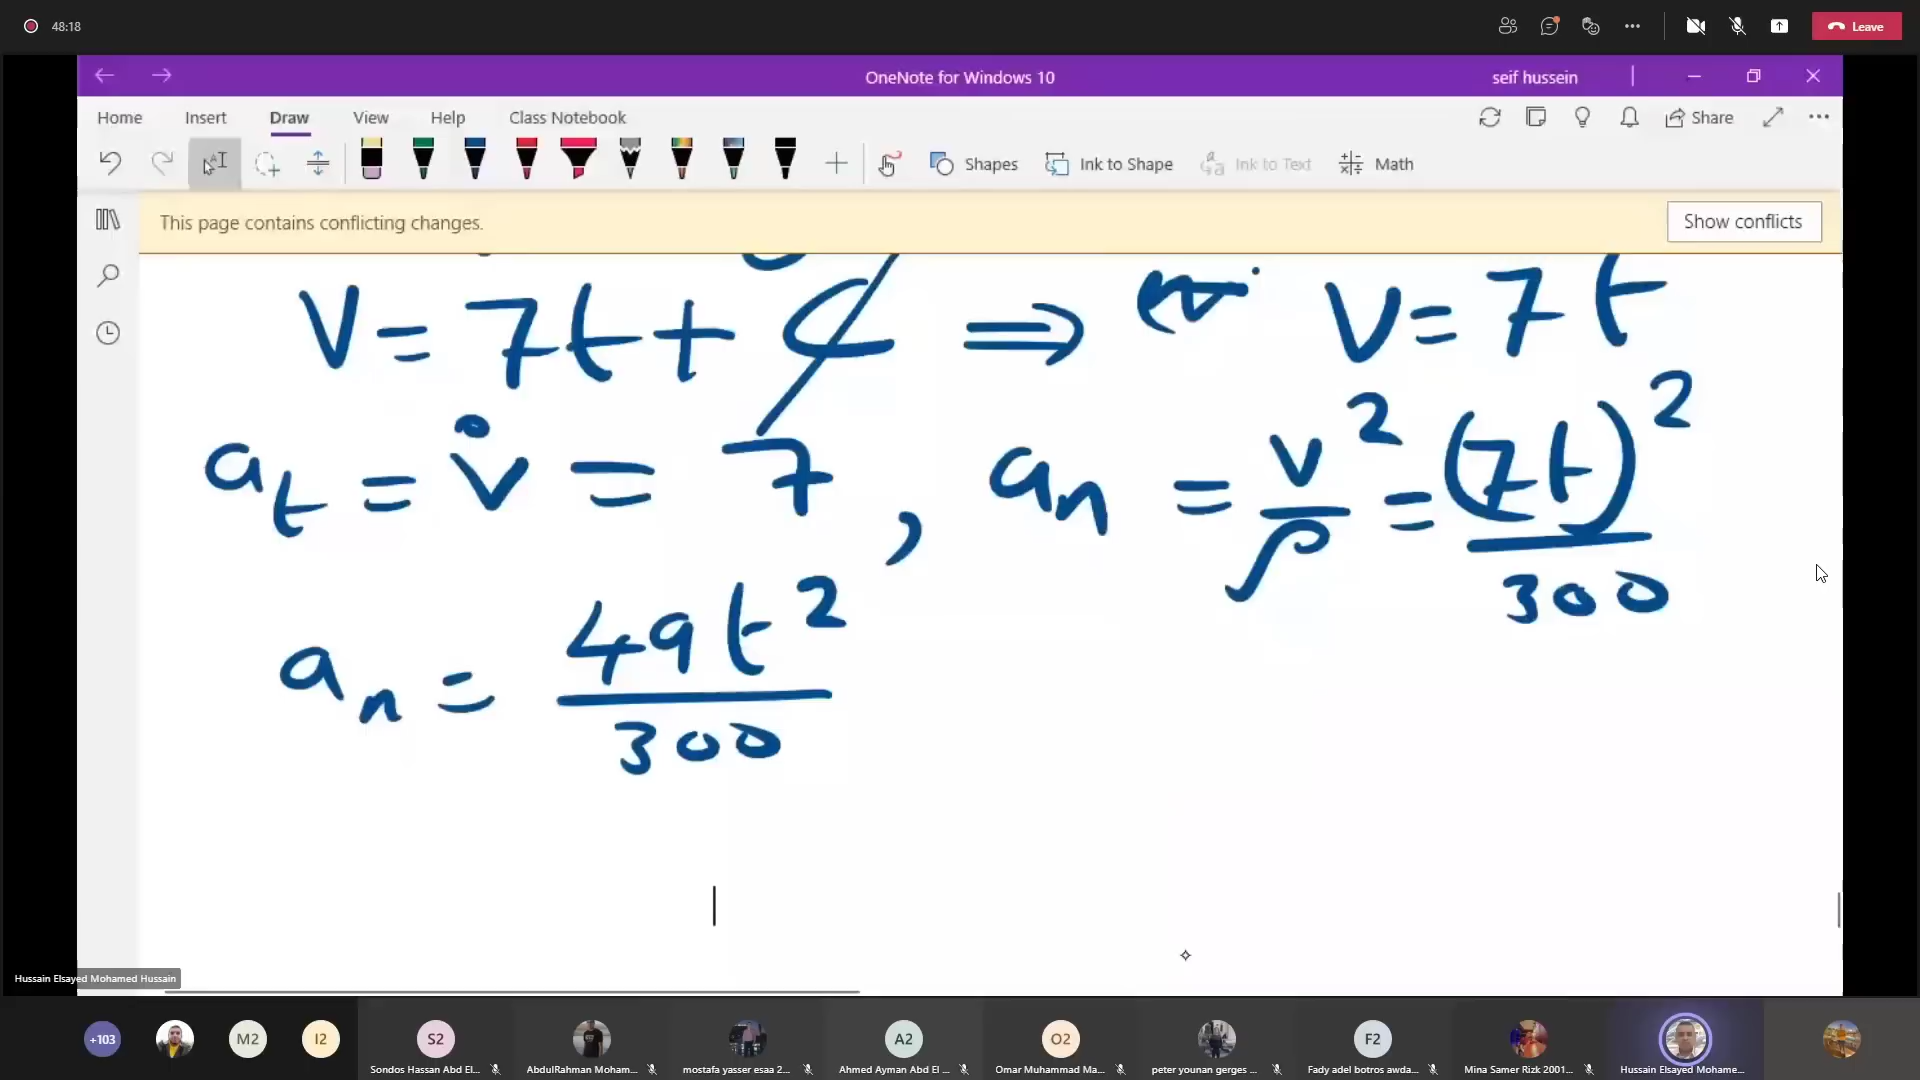 48:18
Leave
OneNote for Windows 10
seif hussein
Home Insert Draw View Help Class Notebook
Share
Shapes Ink to Shape Ink to Text Math
This page contains conflicting changes.
Show conflicts
V = 7t + C ⇒ V = 7t
a_t = v̇ = 7 , a_n = v²/ρ = (7t)²/300
a_n = 49t²/300
Hussain Elsayed Mohamed Hussain
+103 M2 I2 S2 A2 O2 F2
Sondos Hassan Abd El... AbdulRahman Moham... mostafa yasser esaa 2... Ahmed Ayman Abd El ... Omar Muhammad Ma... peter younan gerges ... Fady adel botros awda... Mina Samer Rizk 2001... Hussain Elsayed Mohame...